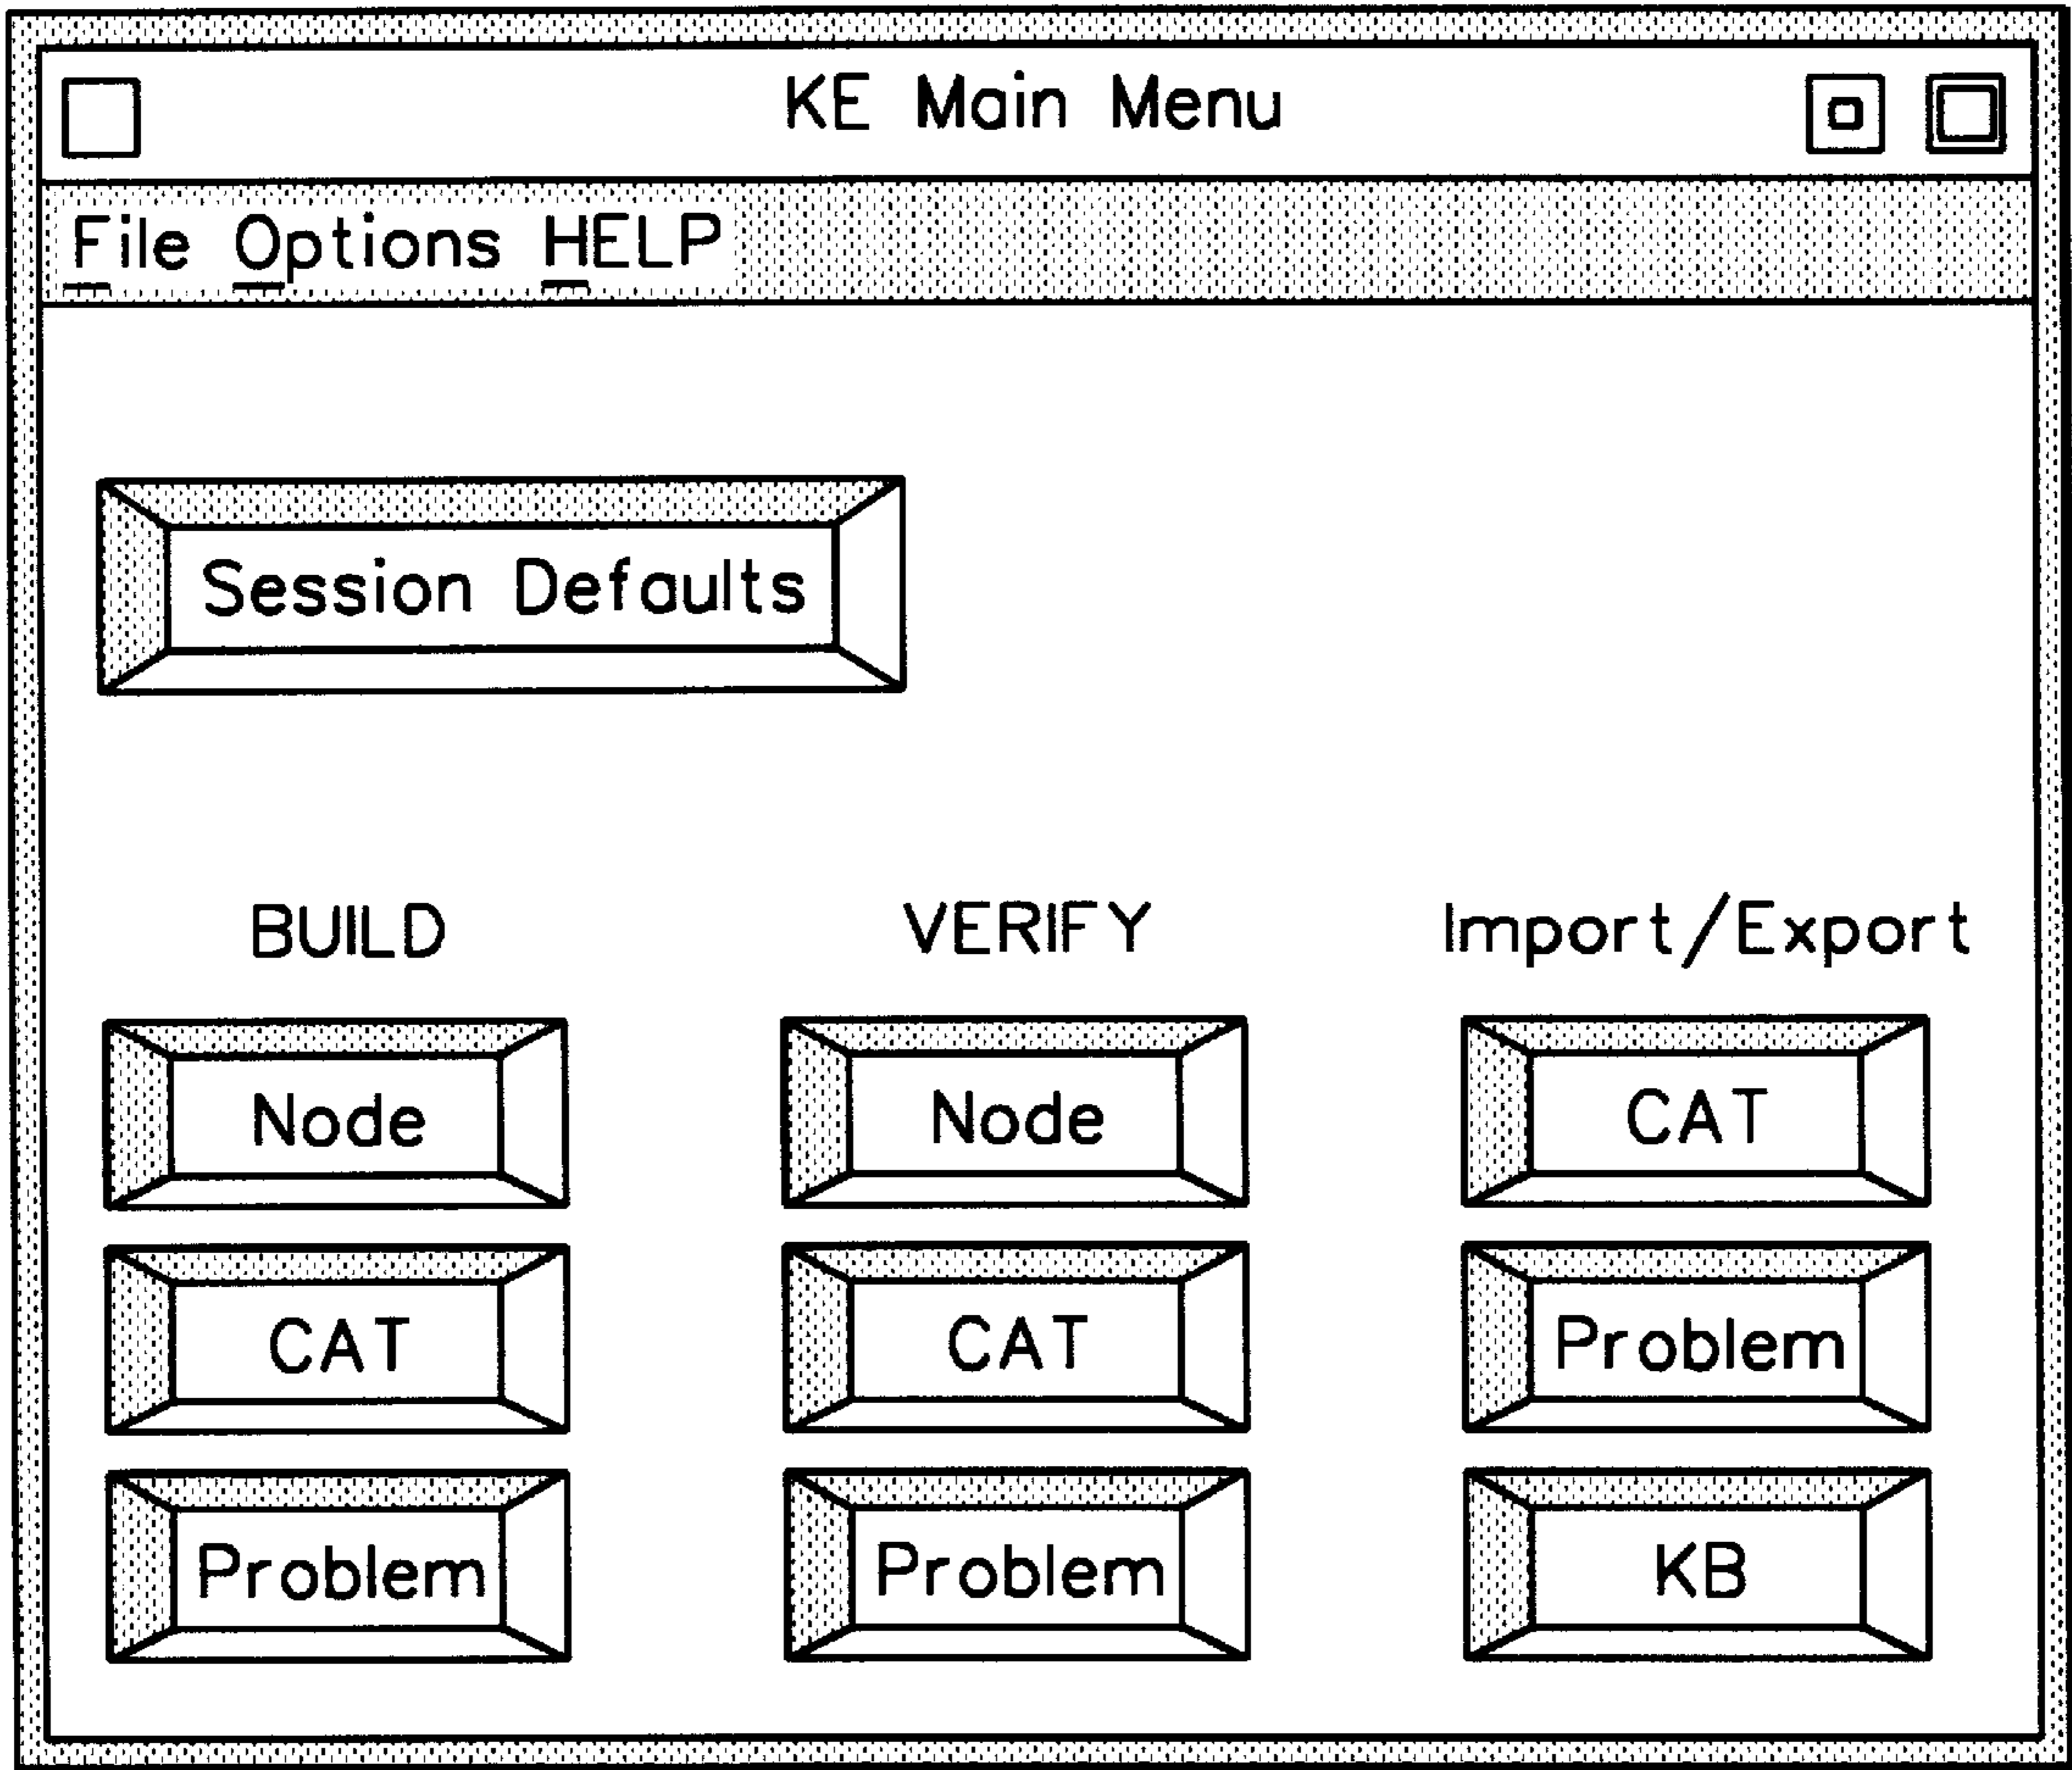 KE Main Menu
File Options HELP
Session Defaults
BUILD VERIFY Import/Export
Node Node CAT
CAT CAT Problem
Problem Problem KB